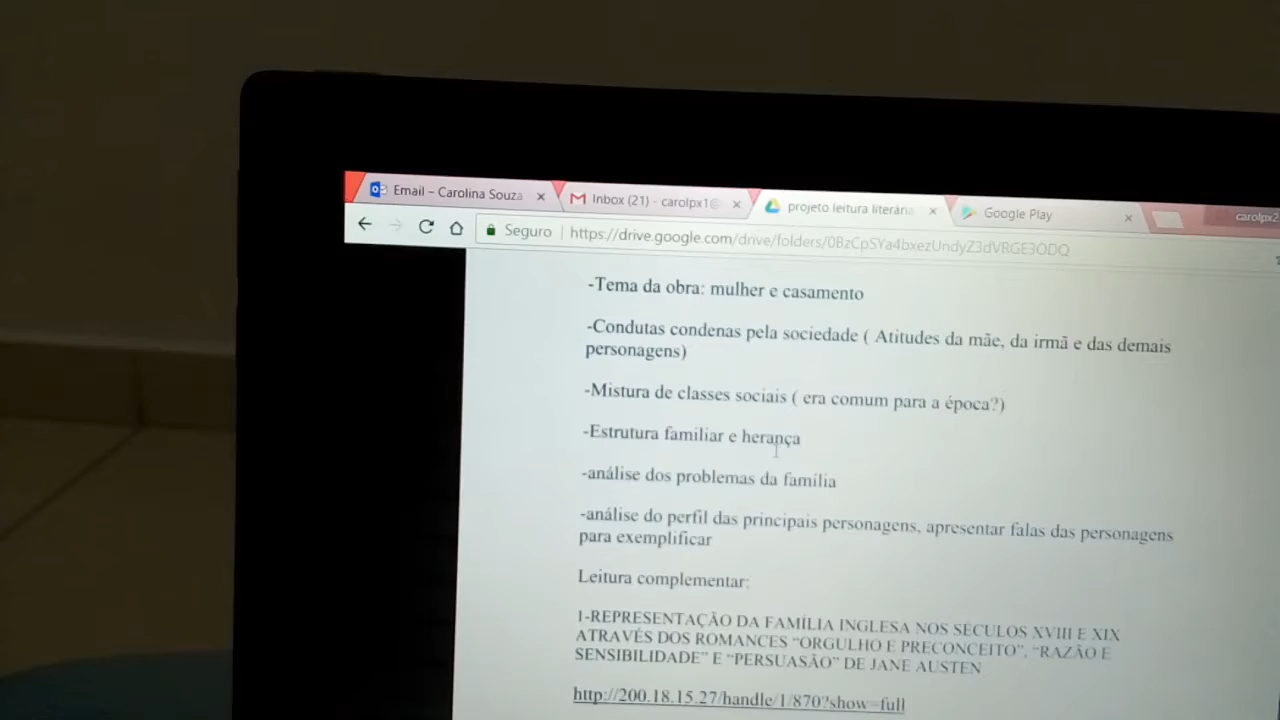 Email – Carolina Souza
Inbox (21) - carolpx1@
projeto leitura literária
Google Play
carolpx2
Seguro
https://drive.google.com/drive/folders/0BzCpSYa4bxezUndyZ3dVRGE3ODQ
-Tema da obra: mulher e casamento
-Condutas condenas pela sociedade ( Atitudes da mãe, da irmã e das demais
personagens)
-Mistura de classes sociais ( era comum para a época?)
-Estrutura familiar e herança
-análise dos problemas da família
-análise do perfil das principais personagens, apresentar falas das personagens
para exemplificar
Leitura complementar:
1-REPRESENTAÇÃO DA FAMÍLIA INGLESA NOS SÉCULOS XVIII E XIX
ATRAVÉS DOS ROMANCES “ORGULHO E PRECONCEITO”, “RAZÃO E
SENSIBILIDADE” E “PERSUASÃO” DE JANE AUSTEN
http://200.18.15.27/handle/1/870?show=full